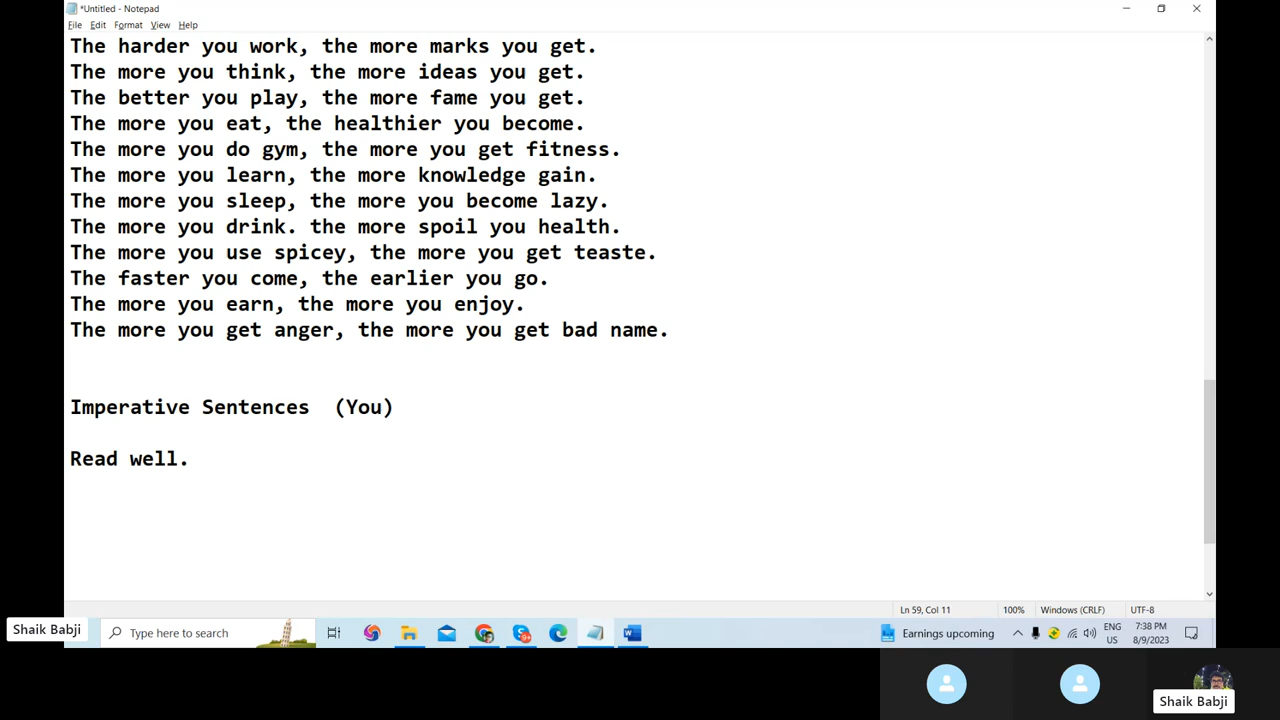 *Untitled - Notepad
File Edit Format View Help
The harder you work, the more marks you get.
The more you think, the more ideas you get.
The better you play, the more fame you get.
The more you eat, the healthier you become.
The more you do gym, the more you get fitness.
The more you learn, the more knowledge gain.
The more you sleep, the more you become lazy.
The more you drink. the more spoil you health.
The more you use spicey, the more you get teaste.
The faster you come, the earlier you go.
The more you earn, the more you enjoy.
The more you get anger, the more you get bad name.
Imperative Sentences (You)
Read well.
Ln 59, Col 11 100% Windows (CRLF) UTF-8
Shaik Babji
Type here to search
Earnings upcoming
ENG
US
7:38 PM
8/9/2023
Shaik Babji